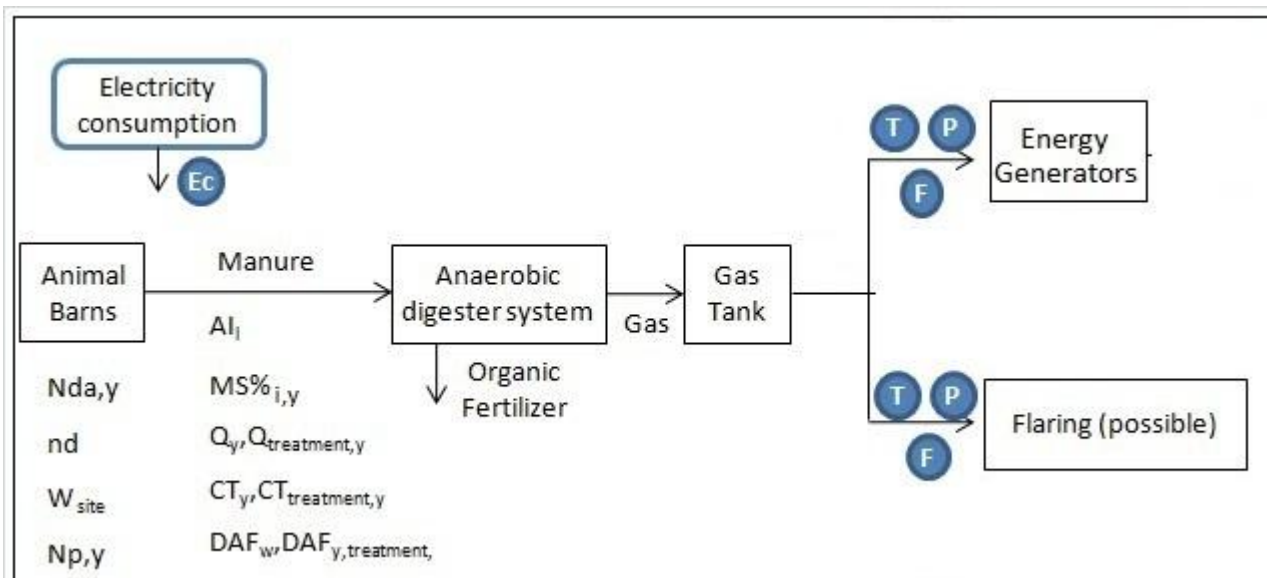 Electricity
consumption
Ec
T P
F
Energy
Generators
Animal
Barns
Manure
Anaerobic
digester system
Gas
Gas
Tank
Organic
Fertilizer
T P
F
Flaring (possible)
AIi
Nda,y
MS%i,y
nd
Qy,Qtreatment,y
Wsite
CTy,CTtreatment,y
Np,y
DAFw,DAFy,treatment,